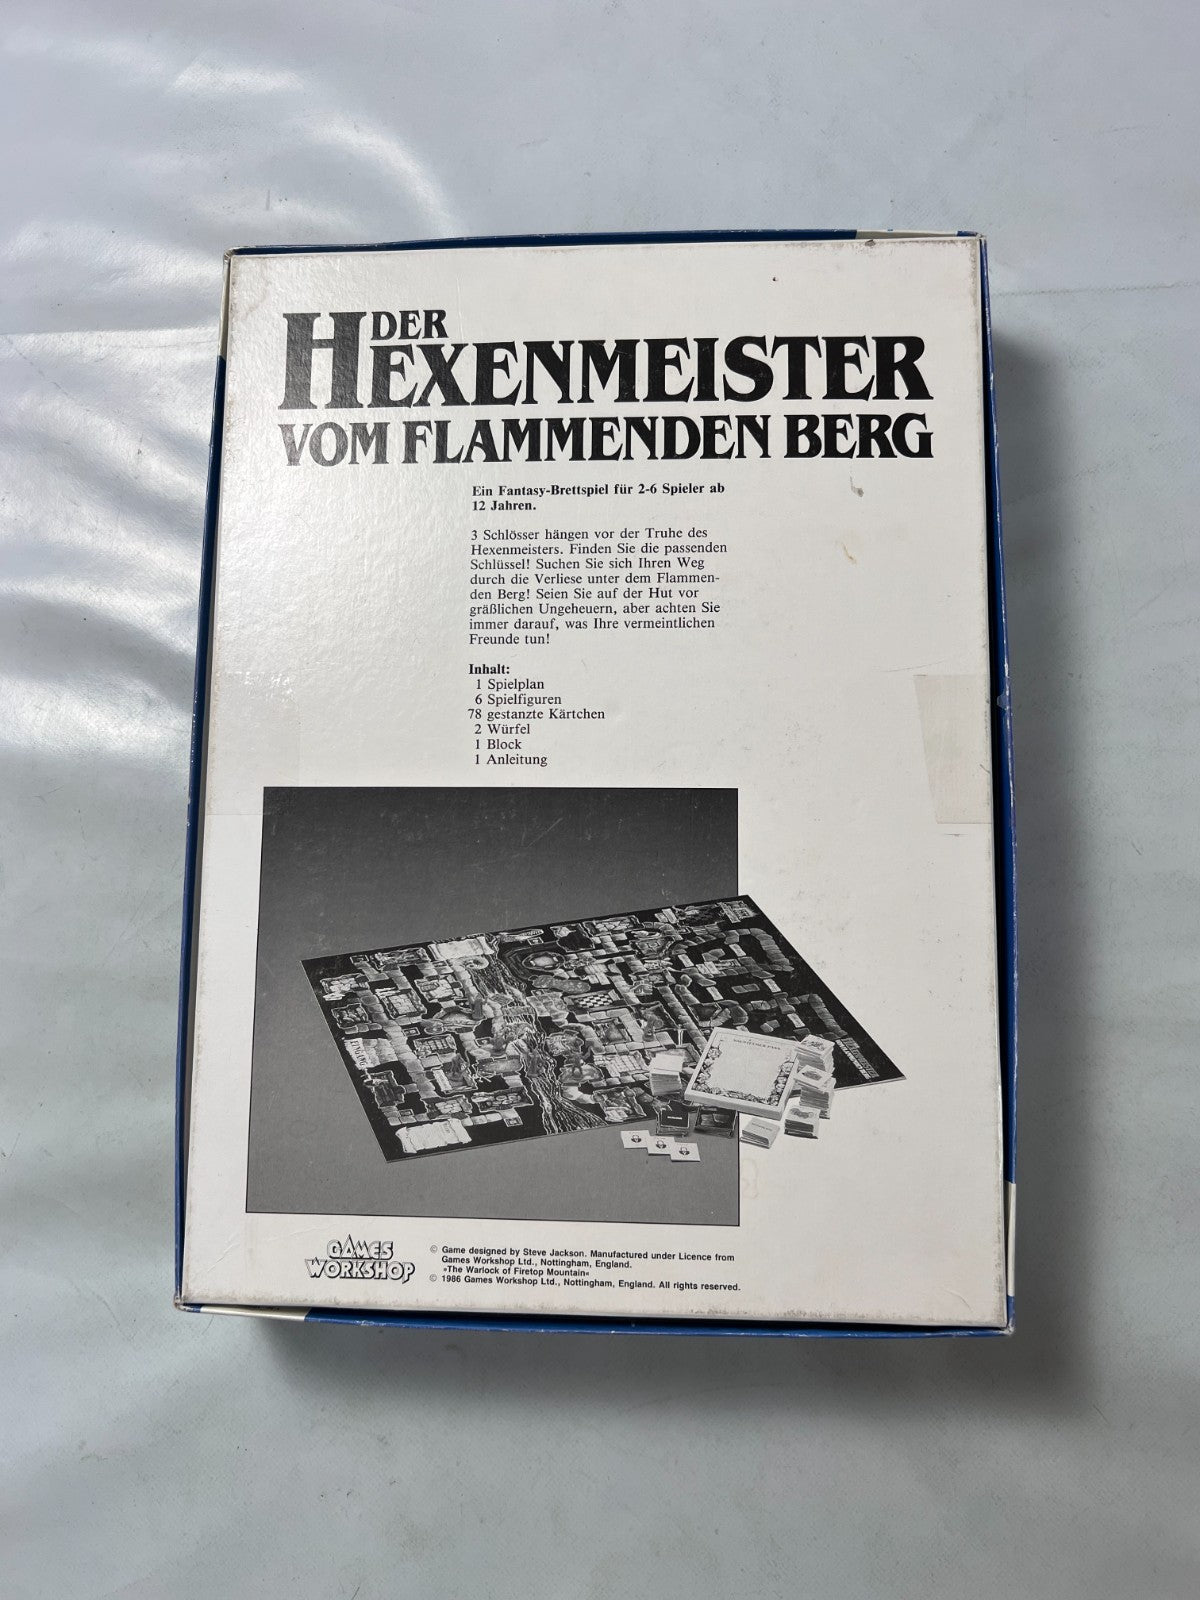 DER
HEXENMEISTER
VOM FLAMMENDEN BERG
Ein Fantasy-Brettspiel für 2-6 Spieler ab
12 Jahren.
3 Schlösser hängen vor der Truhe des
Hexenmeisters. Finden Sie die passenden
Schlüssel! Suchen Sie sich Ihren Weg
durch die Verliese unter dem Flammen-
den Berg! Seien Sie auf der Hut vor
gräßlichen Ungeheuern, aber achten Sie
immer darauf, was Ihre vermeintlichen
Freunde tun!
Inhalt:
1 Spielplan
6 Spielfiguren
78 gestanzte Kärtchen
2 Würfel
1 Block
1 Anleitung
EINGANG
GAMES
WORKSHOP
© Game designed by Steve Jackson. Manufactured under Licence from
Games Workshop Ltd., Nottingham, England.
»The Warlock of Firetop Mountain«
© 1986 Games Workshop Ltd., Nottingham, England. All rights reserved.